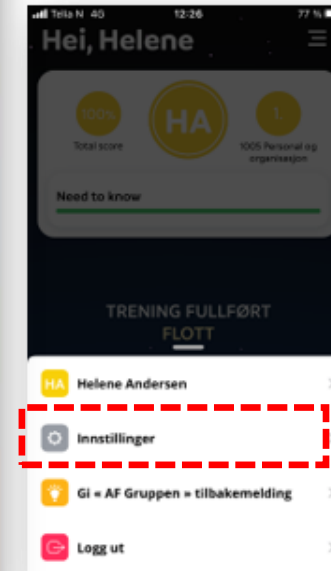 Telia N 4G 12:26 77 %
Hei, Helene
100%
HA
1.
Total score
1005 Personal og
organisasjon
Need to know
TRENING FULLFØRT
FLOTT
HA Helene Andersen
Innstillinger
Gi « AF Gruppen » tilbakemelding
Logg ut